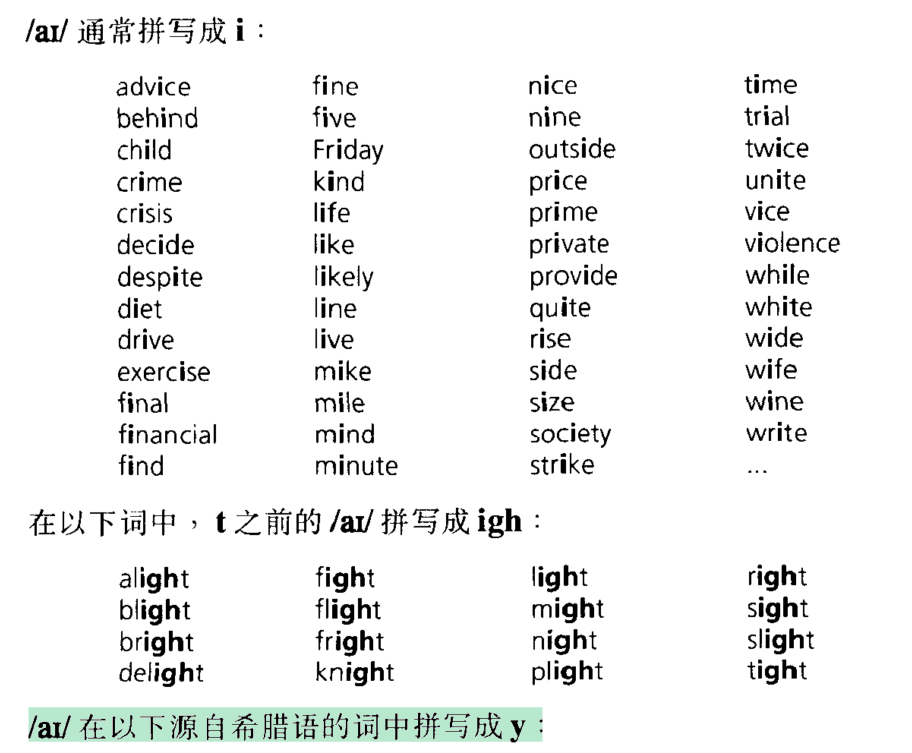 /aɪ/ 通常拼写成 i：
advice fine nice time
behind five nine trial
child Friday outside twice
crime kind price unite
crisis life prime vice
decide like private violence
despite likely provide while
diet line quite white
drive live rise wide
exercise mike side wife
final mile size wine
financial mind society write
find minute strike ...
在以下词中，t 之前的 /aɪ/ 拼写成 igh：
alight fight light right
blight flight might sight
bright fright night slight
delight knight plight tight
/aɪ/ 在以下源自希腊语的词中拼写成 y：